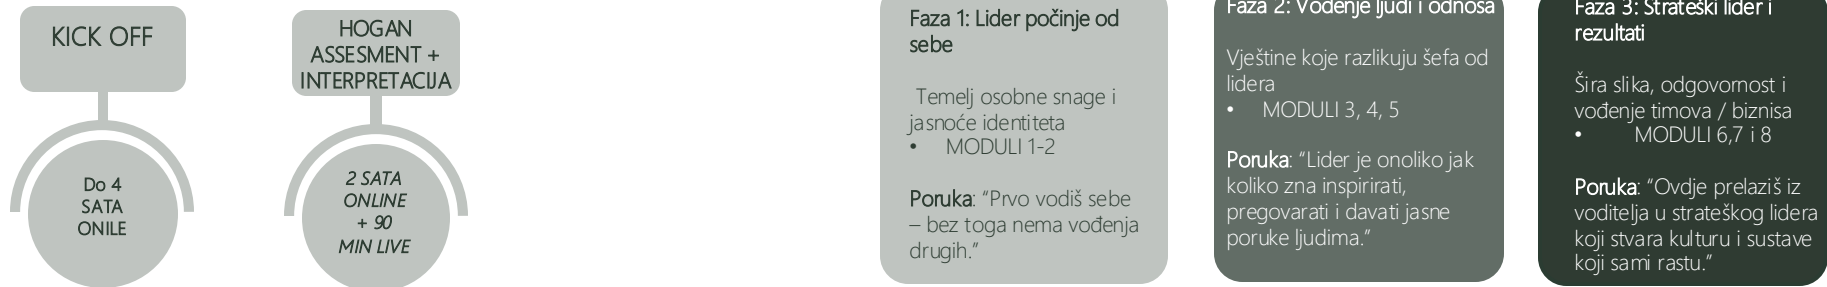 KICK OFF
Do 4
SATA
ONILE
HOGAN
ASSESMENT +
INTERPRETACIJA
2 SATA
ONLINE
+ 90
MIN LIVE
Faza 1: Lider počinje od
sebe
Temelj osobne snage i
jasnoće identiteta
• MODULI 1-2
Poruka: “Prvo vodiš sebe
– bez toga nema vođenja
drugih.”
Faza 2: Vođenje ljudi i odnosa
Vještine koje razlikuju šefa od
lidera
• MODULI 3, 4, 5
Poruka: “Lider je onoliko jak
koliko zna inspirirati,
pregovarati i davati jasne
poruke ljudima.”
Faza 3: Strateški lider i
rezultati
Šira slika, odgovornost i
vođenje timova / biznisa
• MODULI 6,7 i 8
Poruka: “Ovdje prelaziš iz
voditelja u strateškog lidera
koji stvara kulturu i sustave
koji sami rastu.”